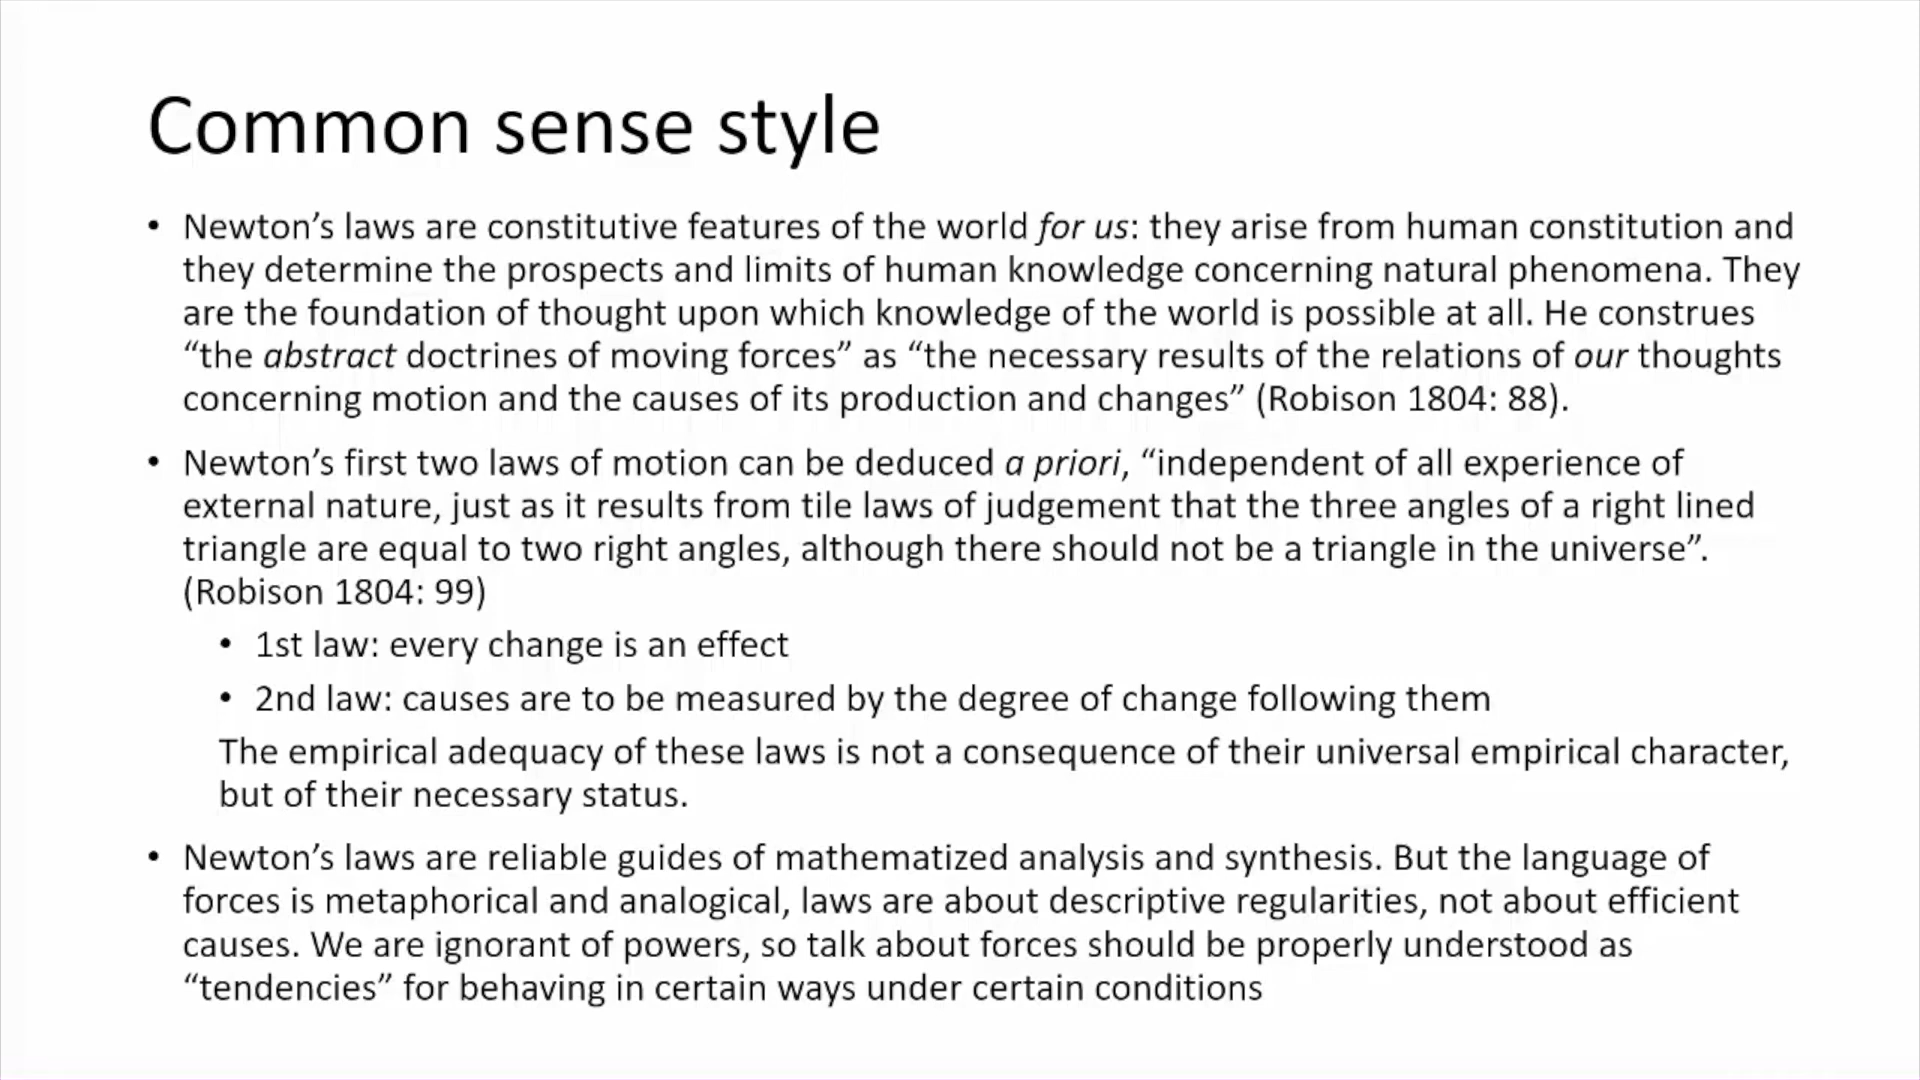 Common sense style
• Newton’s laws are constitutive features of the world for us: they arise from human constitution and
they determine the prospects and limits of human knowledge concerning natural phenomena. They
are the foundation of thought upon which knowledge of the world is possible at all. He construes
“the abstract doctrines of moving forces” as “the necessary results of the relations of our thoughts
concerning motion and the causes of its production and changes” (Robison 1804: 88).
• Newton’s first two laws of motion can be deduced a priori, “independent of all experience of
external nature, just as it results from tile laws of judgement that the three angles of a right lined
triangle are equal to two right angles, although there should not be a triangle in the universe”.
(Robison 1804: 99)
• 1st law: every change is an effect
• 2nd law: causes are to be measured by the degree of change following them
The empirical adequacy of these laws is not a consequence of their universal empirical character,
but of their necessary status.
• Newton’s laws are reliable guides of mathematized analysis and synthesis. But the language of
forces is metaphorical and analogical, laws are about descriptive regularities, not about efficient
causes. We are ignorant of powers, so talk about forces should be properly understood as
“tendencies” for behaving in certain ways under certain conditions